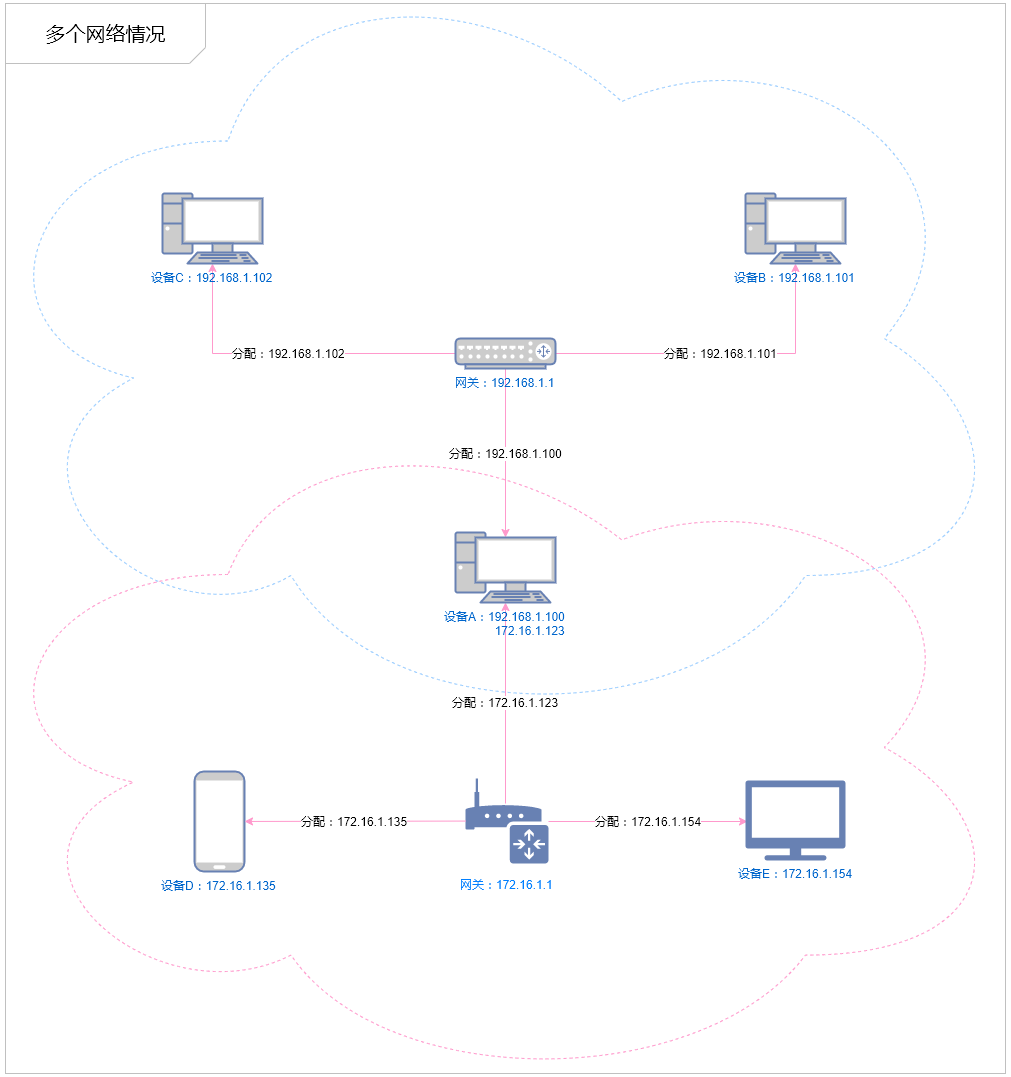 多个网络情况
设备C：192.168.1.102
设备B：192.168.1.101
分配：192.168.1.102
分配：192.168.1.101
网关：192.168.1.1
分配：192.168.1.100
设备A：192.168.1.100
172.16.1.123
分配：172.16.1.123
分配：172.16.1.135
分配：172.16.1.154
设备D：172.16.1.135
网关：172.16.1.1
设备E：172.16.1.154